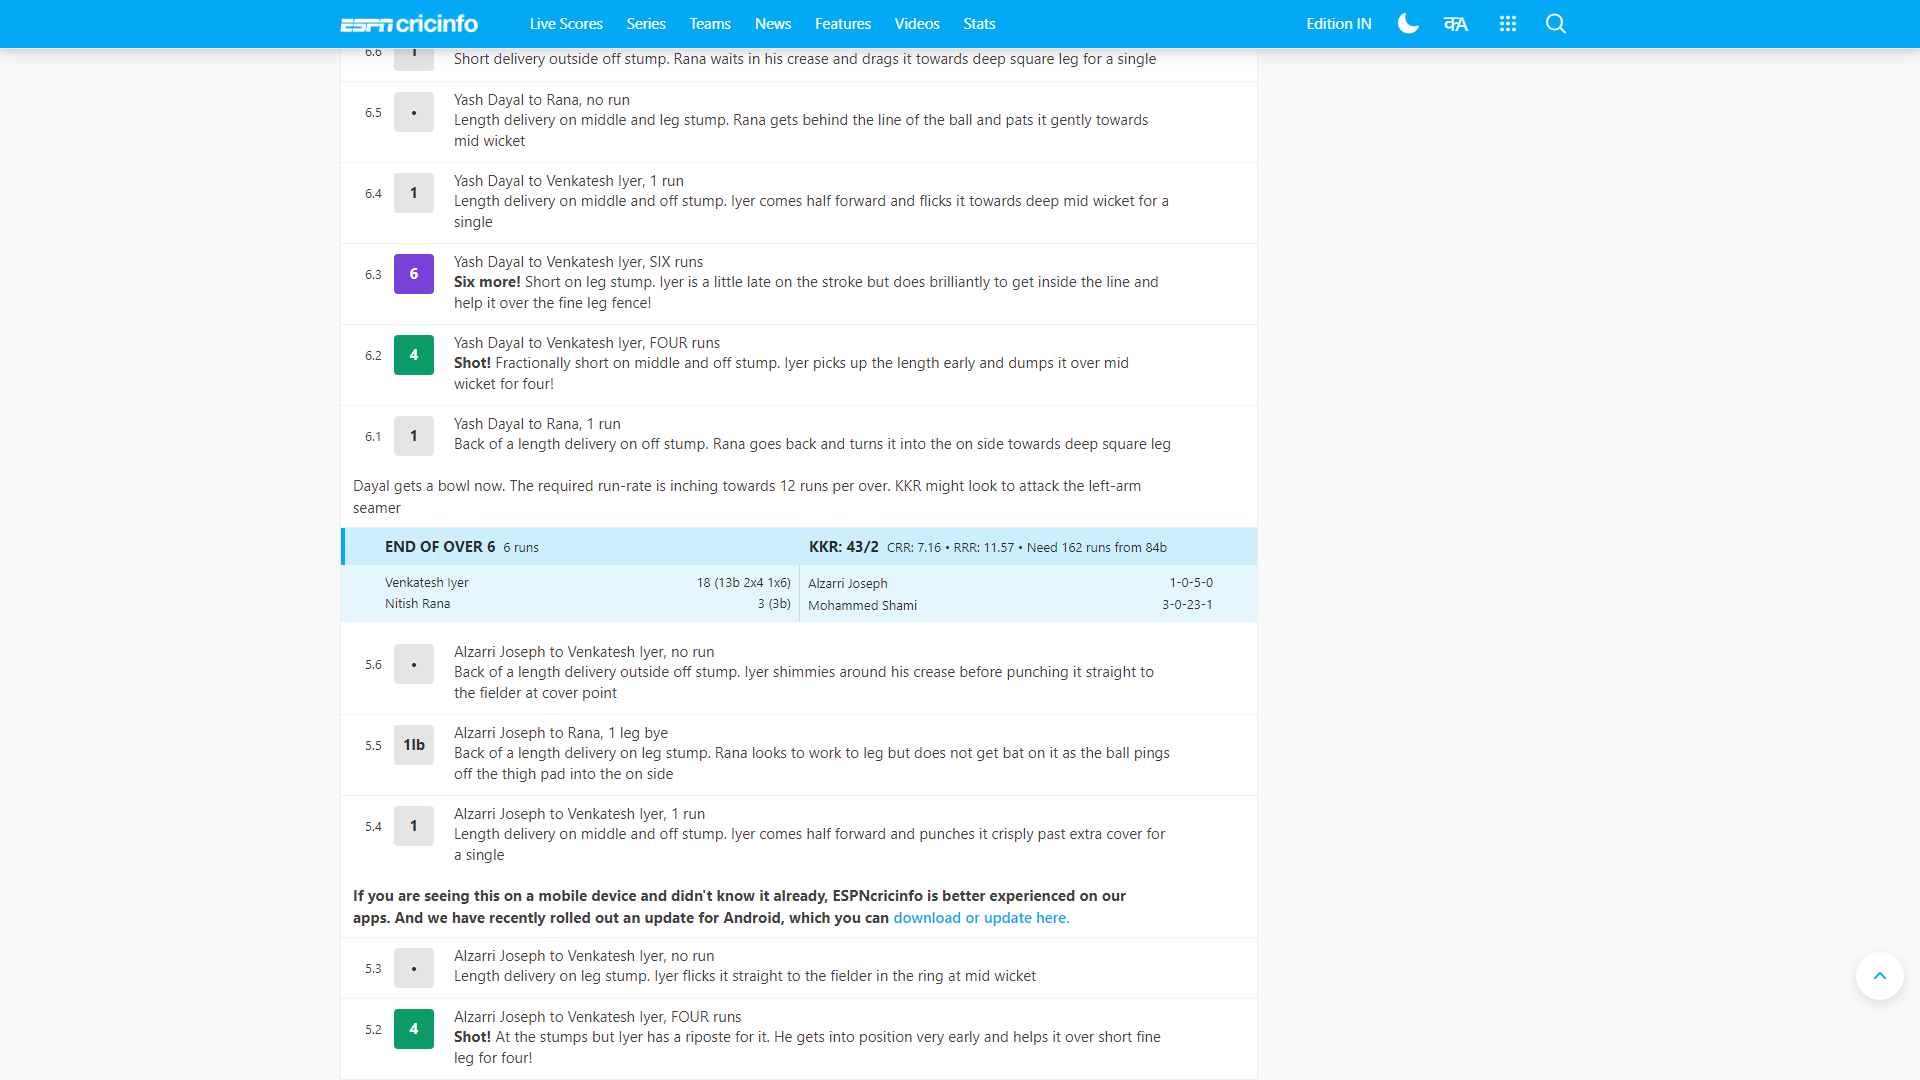 ESPN cricinfo
Live Scores Series Teams News Features Videos Stats
Edition IN
क A
6.6 1
Short delivery outside off stump. Rana waits in his crease and drags it towards deep square leg for a single
6.5 •
Yash Dayal to Rana, no run
Length delivery on middle and leg stump. Rana gets behind the line of the ball and pats it gently towards
mid wicket
6.4 1
Yash Dayal to Venkatesh Iyer, 1 run
Length delivery on middle and off stump. Iyer comes half forward and flicks it towards deep mid wicket for a
single
6.3 6
Yash Dayal to Venkatesh Iyer, SIX runs
Six more! Short on leg stump. Iyer is a little late on the stroke but does brilliantly to get inside the line and
help it over the fine leg fence!
6.2 4
Yash Dayal to Venkatesh Iyer, FOUR runs
Shot! Fractionally short on middle and off stump. Iyer picks up the length early and dumps it over mid
wicket for four!
6.1 1
Yash Dayal to Rana, 1 run
Back of a length delivery on off stump. Rana goes back and turns it into the on side towards deep square leg
Dayal gets a bowl now. The required run-rate is inching towards 12 runs per over. KKR might look to attack the left-arm
seamer
END OF OVER 6 6 runs
KKR: 43/2 CRR: 7.16 • RRR: 11.57 • Need 162 runs from 84b
Venkatesh Iyer 18 (13b 2x4 1x6)
Nitish Rana 3 (3b)
Alzarri Joseph 1-0-5-0
Mohammed Shami 3-0-23-1
5.6 •
Alzarri Joseph to Venkatesh Iyer, no run
Back of a length delivery outside off stump. Iyer shimmies around his crease before punching it straight to
the fielder at cover point
5.5 1lb
Alzarri Joseph to Rana, 1 leg bye
Back of a length delivery on leg stump. Rana looks to work to leg but does not get bat on it as the ball pings
off the thigh pad into the on side
5.4 1
Alzarri Joseph to Venkatesh Iyer, 1 run
Length delivery on middle and off stump. Iyer comes half forward and punches it crisply past extra cover for
a single
If you are seeing this on a mobile device and didn't know it already, ESPNcricinfo is better experienced on our
apps. And we have recently rolled out an update for Android, which you can download or update here.
5.3 •
Alzarri Joseph to Venkatesh Iyer, no run
Length delivery on leg stump. Iyer flicks it straight to the fielder in the ring at mid wicket
5.2 4
Alzarri Joseph to Venkatesh Iyer, FOUR runs
Shot! At the stumps but Iyer has a riposte for it. He gets into position very early and helps it over short fine
leg for four!